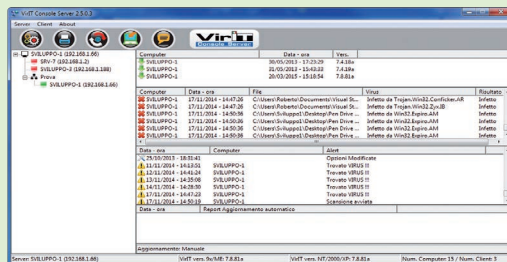 VirIT Console Server 2.5.0.3
Server Client About
VirIT
Console Server
SVILUPPO-1 (192.168.1.66)
SRV-7 (192.168.1.2)
SVILUPPO-3 (192.168.1.188)
Prova
SVILUPPO-1 (192.168.1.66)
Computer Data - ora Vers.
SVILUPPO-1 30/05/2013 - 17:23:29 7.4.18a
SVILUPPO-1 31/05/2013 - 15:43:33 7.4.19a
SVILUPPO-1 20/03/2015 - 15:18:54 7.8.81a
Computer Data - ora File Virus Risultato
SVILUPPO-1 17/11/2014 - 14:47:26 C:\Users\Roberto\Documents\Visual St... Infetto da Trojan.Win32.Conficker.AR Infetto
SVILUPPO-1 17/11/2014 - 14:47:26 C:\Users\Roberto\Documents\Visual St... Infetto da Win32.Zyx.IB Infetto
SVILUPPO-1 17/11/2014 - 14:50:36 C:\Users\Sviluppo1\Desktop\Pen Drive ... Infetto da Win32.Expiro.AM Infetto
SVILUPPO-1 17/11/2014 - 14:50:36 C:\Users\Sviluppo1\Desktop\Pen Drive ... Infetto da Win32.Expiro.AM Infetto
SVILUPPO-1 17/11/2014 - 14:50:36 C:\Users\Sviluppo1\Desktop\Pen Drive ... Infetto da Win32.Expiro.AM Infetto
Data - ora Computer Alert
25/10/2013 - 18:31:41 Opzioni Modificate
11/11/2014 - 14:13:51 SVILUPPO-1 Trovato VIRUS !!!
12/11/2014 - 14:41:24 SVILUPPO-1 Trovato VIRUS !!!
13/11/2014 - 14:35:08 SVILUPPO-1 Trovato VIRUS !!!
14/11/2014 - 14:28:30 SVILUPPO-1 Trovato VIRUS !!!
17/11/2014 - 14:47:23 SVILUPPO-1 Trovato VIRUS !!!
17/11/2014 - 14:50:19 SVILUPPO-1 Scansione avviata
Data - ora Report Aggiornamento automatico
Aggiornamento: Manuale
Server: SVILUPPO-1 (192.168.1.66) VirIT vers. 9x/ME: 7.8.81a VirIT vers. NT/2000/XP: 7.8.81a Num. Computer: 15 / Num. Client: 3